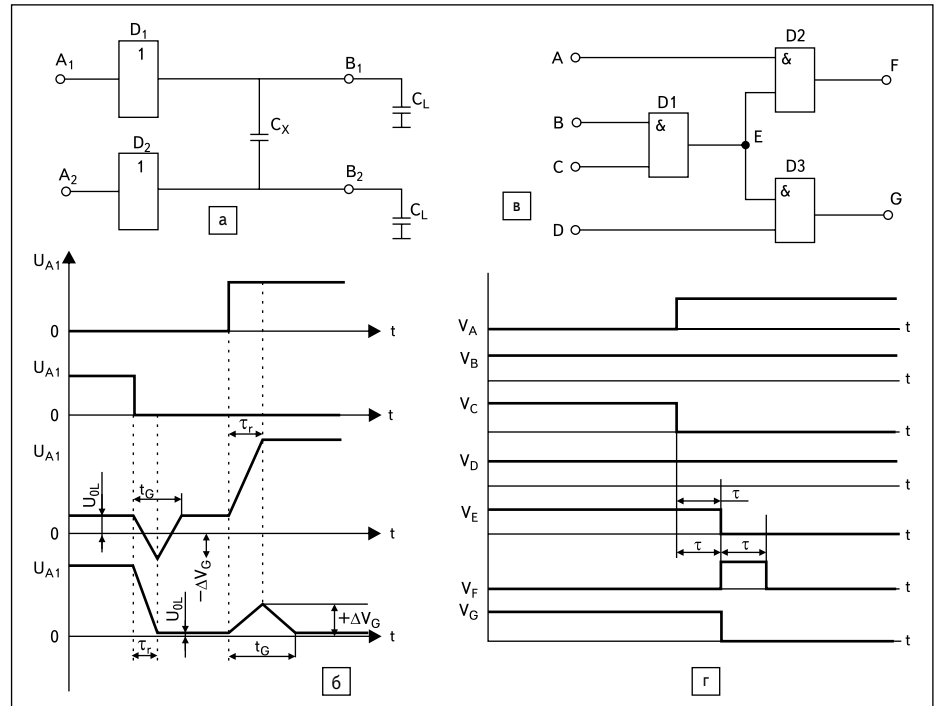 D1
1
A1
B1
CL
CX
D2
1
A2
B2
CL
а
D2
&
A
F
D1
B
&
E
C
D3
&
G
D
в
UA1
0
t
UA1
0
t
UA1
τr
U0L
tG
0
t
−ΔVG
UA1
U0L
+ΔVG
0
t
τr
tG
б
VA
t
VB
t
VC
t
VD
t
τ
VE
t
τ
τ
VF
t
VG
t
г